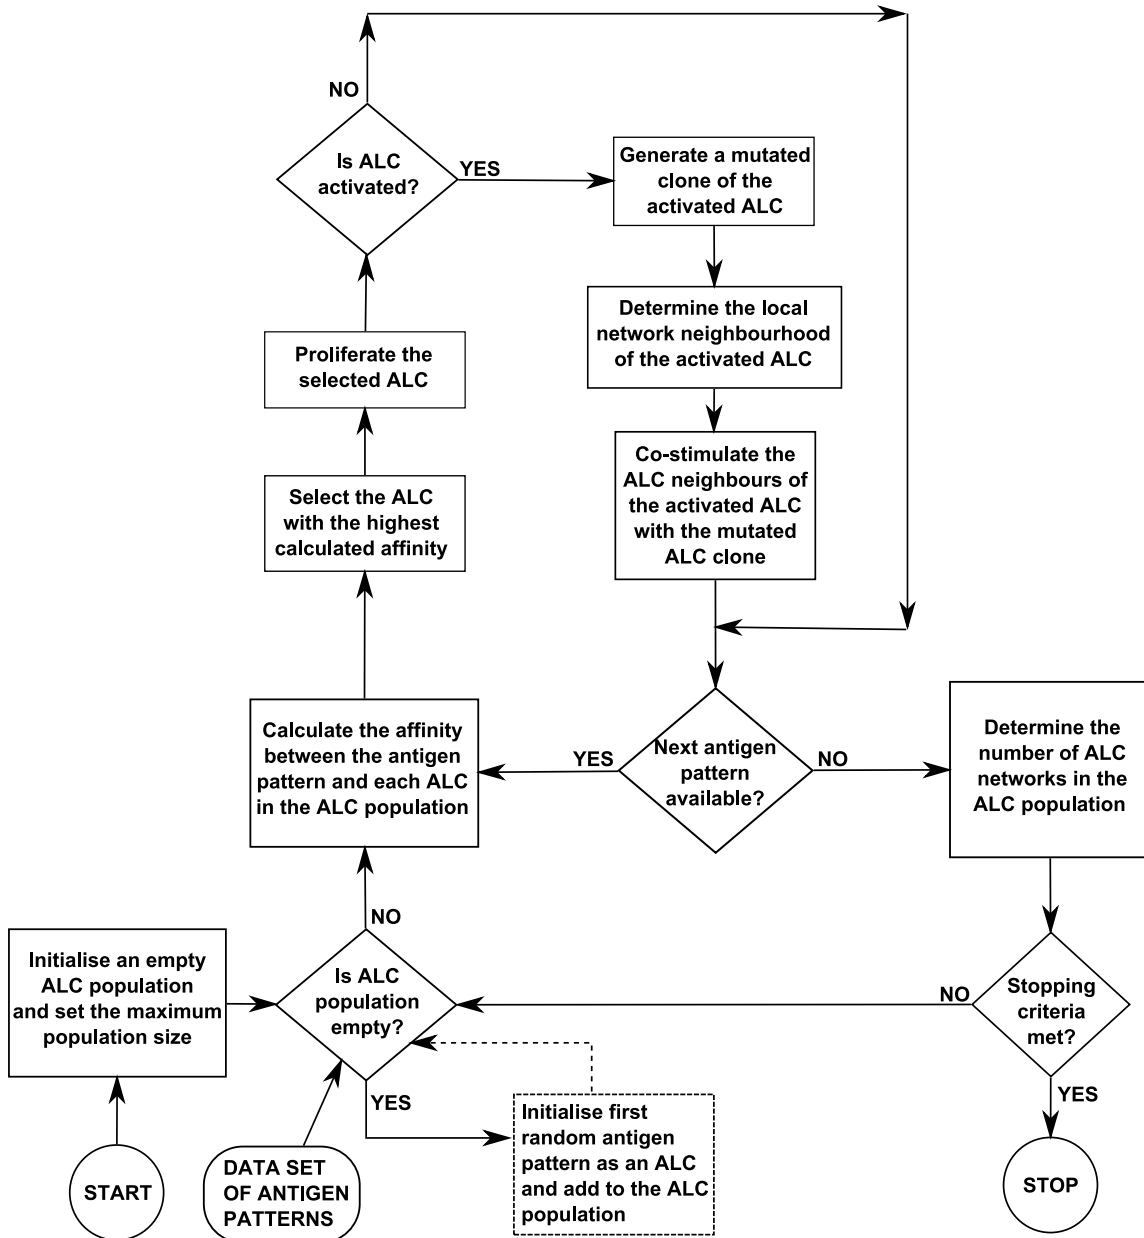 NO
Is ALC
activated?
YES
Generate a mutated
clone of the
activated ALC
Determine the local
network neighbourhood
of the activated ALC
Proliferate the
selected ALC
Co-stimulate the
ALC neighbours of
the activated ALC
with the mutated
ALC clone
Select the ALC
with the highest
calculated affinity
Calculate the affinity
between the antigen
pattern and each ALC
in the ALC population
YES
Next antigen
pattern
available?
NO
Determine the
number of ALC
networks in the
ALC population
NO
Initialise an empty
ALC population
and set the maximum
population size
Is ALC
population
empty?
NO
Stopping
criteria
met?
YES
YES
Initialise first
random antigen
pattern as an ALC
and add to the ALC
population
START
DATA SET
OF ANTIGEN
PATTERNS
STOP